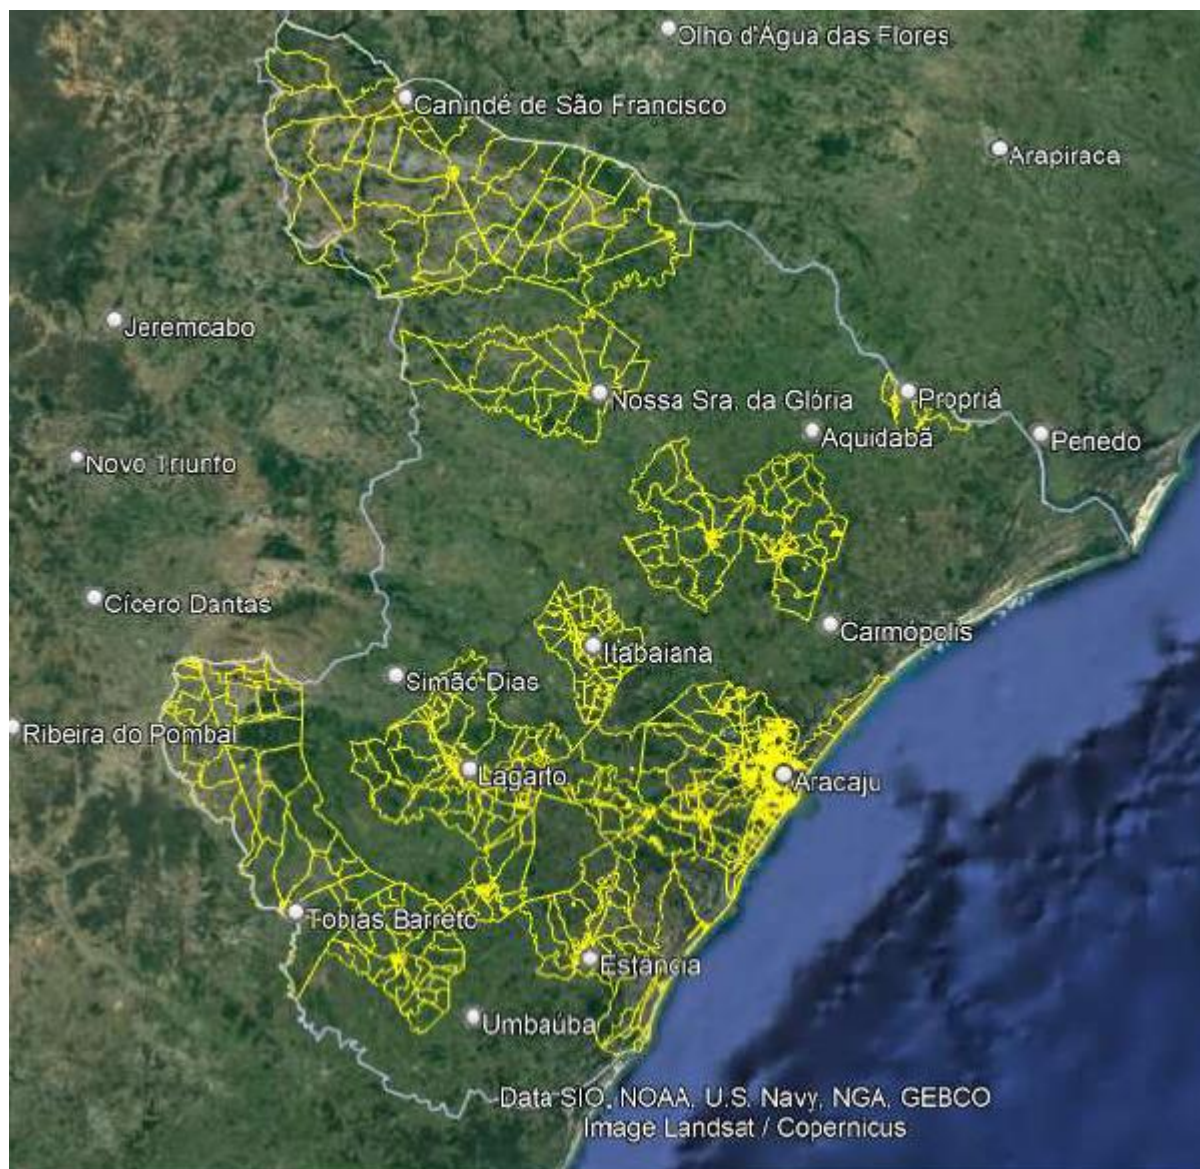 Olho d'Água das Flores
Canindé de São Francisco
Arapiraca
Jeremoabo
Nossa Sra. da Glória
Propriá
Aquidabã
Penedo
Novo Triunfo
Cícero Dantas
Carmópolis
Itabaiana
Simão Dias
Ribeira do Pombal
Lagarto
Aracaju
Tobias Barreto
Estância
Umbaúba
Data SIO, NOAA, U.S. Navy, NGA, GEBCO
Image Landsat / Copernicus